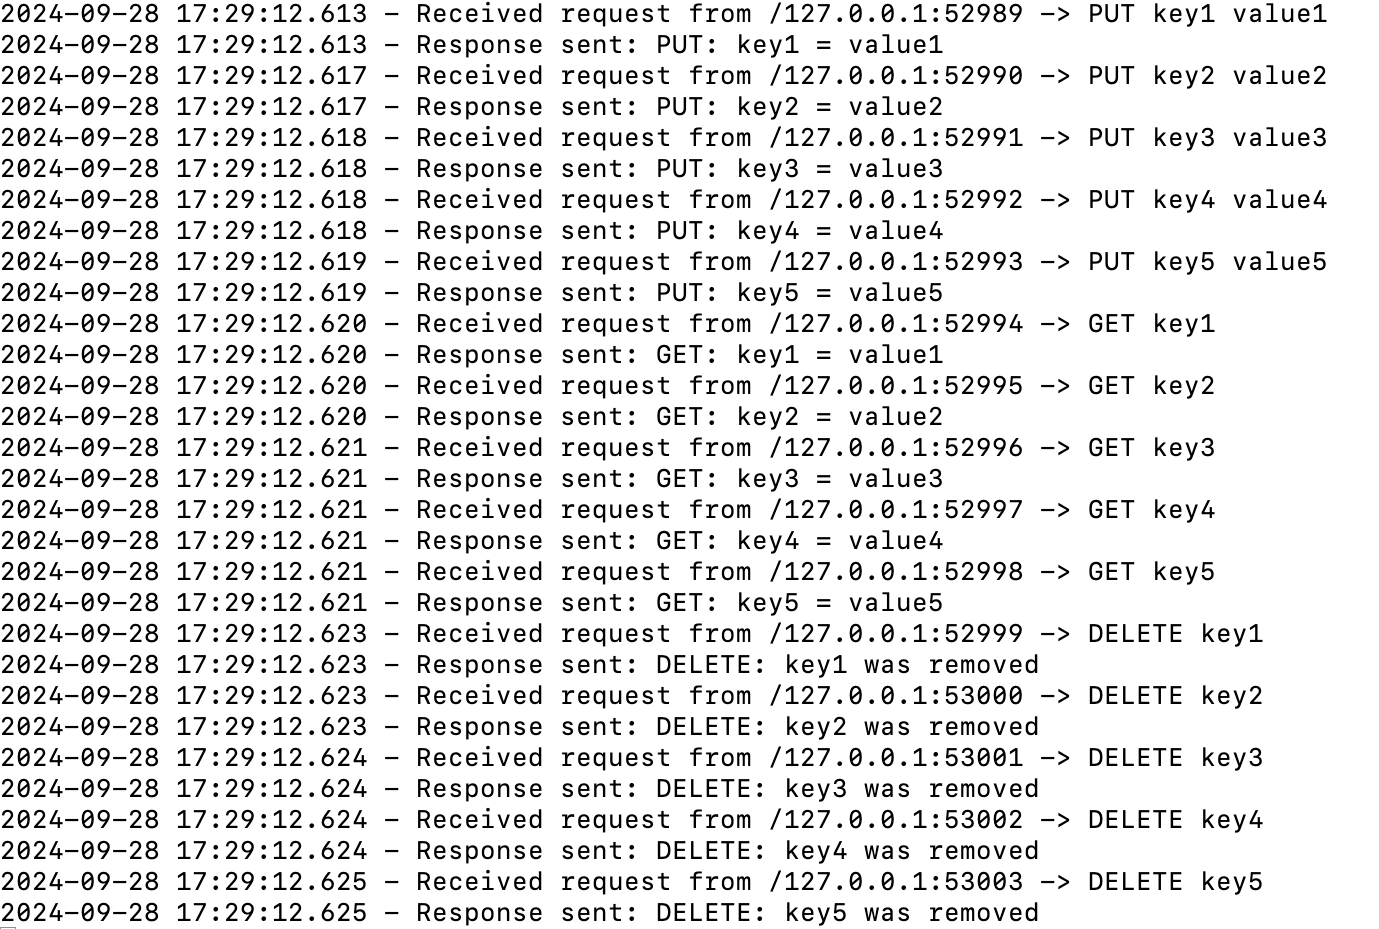 2024-09-28 17:29:12.613 – Received request from /127.0.0.1:52989 –> PUT key1 value1
2024-09-28 17:29:12.613 – Response sent: PUT: key1 = value1
2024-09-28 17:29:12.617 – Received request from /127.0.0.1:52990 –> PUT key2 value2
2024-09-28 17:29:12.617 – Response sent: PUT: key2 = value2
2024-09-28 17:29:12.618 – Received request from /127.0.0.1:52991 –> PUT key3 value3
2024-09-28 17:29:12.618 – Response sent: PUT: key3 = value3
2024-09-28 17:29:12.618 – Received request from /127.0.0.1:52992 –> PUT key4 value4
2024-09-28 17:29:12.618 – Response sent: PUT: key4 = value4
2024-09-28 17:29:12.619 – Received request from /127.0.0.1:52993 –> PUT key5 value5
2024-09-28 17:29:12.619 – Response sent: PUT: key5 = value5
2024-09-28 17:29:12.620 – Received request from /127.0.0.1:52994 –> GET key1
2024-09-28 17:29:12.620 – Response sent: GET: key1 = value1
2024-09-28 17:29:12.620 – Received request from /127.0.0.1:52995 –> GET key2
2024-09-28 17:29:12.620 – Response sent: GET: key2 = value2
2024-09-28 17:29:12.621 – Received request from /127.0.0.1:52996 –> GET key3
2024-09-28 17:29:12.621 – Response sent: GET: key3 = value3
2024-09-28 17:29:12.621 – Received request from /127.0.0.1:52997 –> GET key4
2024-09-28 17:29:12.621 – Response sent: GET: key4 = value4
2024-09-28 17:29:12.621 – Received request from /127.0.0.1:52998 –> GET key5
2024-09-28 17:29:12.621 – Response sent: GET: key5 = value5
2024-09-28 17:29:12.623 – Received request from /127.0.0.1:52999 –> DELETE key1
2024-09-28 17:29:12.623 – Response sent: DELETE: key1 was removed
2024-09-28 17:29:12.623 – Received request from /127.0.0.1:53000 –> DELETE key2
2024-09-28 17:29:12.623 – Response sent: DELETE: key2 was removed
2024-09-28 17:29:12.624 – Received request from /127.0.0.1:53001 –> DELETE key3
2024-09-28 17:29:12.624 – Response sent: DELETE: key3 was removed
2024-09-28 17:29:12.624 – Received request from /127.0.0.1:53002 –> DELETE key4
2024-09-28 17:29:12.624 – Response sent: DELETE: key4 was removed
2024-09-28 17:29:12.625 – Received request from /127.0.0.1:53003 –> DELETE key5
2024-09-28 17:29:12.625 – Response sent: DELETE: key5 was removed